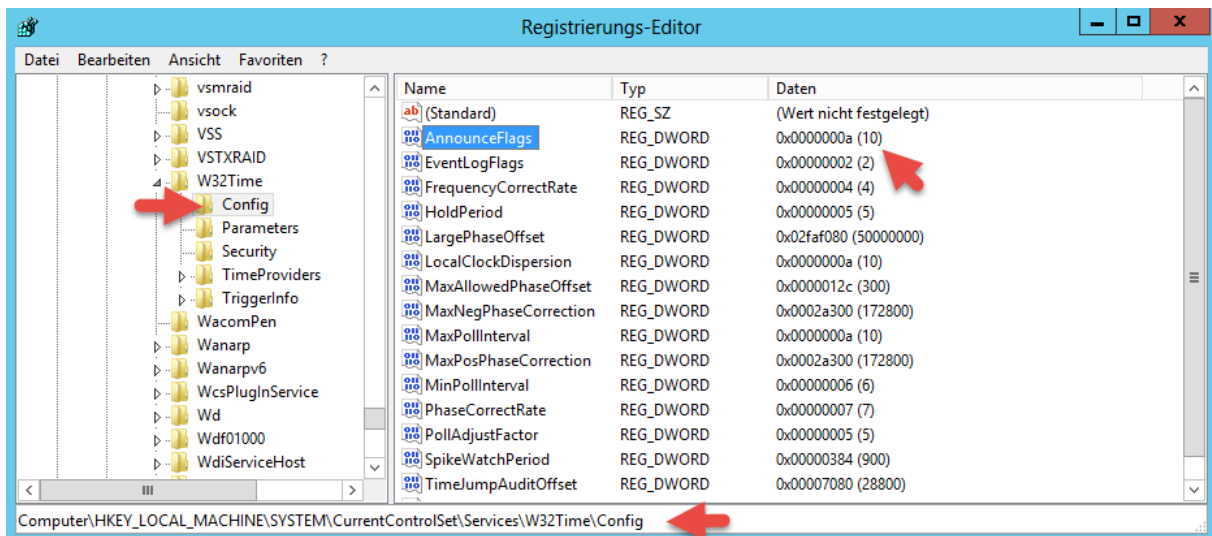 Registrierungs-Editor
Datei Bearbeiten Ansicht Favoriten ?
vsmraid
vsock
VSS
VSTXRAID
W32Time
Config
Parameters
Security
TimeProviders
TriggerInfo
WacomPen
Wanarp
Wanarpv6
WcsPlugInService
Wd
Wdf01000
WdiServiceHost
Name Typ Daten
(Standard) REG_SZ (Wert nicht festgelegt)
AnnounceFlags REG_DWORD 0x0000000a (10)
EventLogFlags REG_DWORD 0x00000002 (2)
FrequencyCorrectRate REG_DWORD 0x00000004 (4)
HoldPeriod REG_DWORD 0x00000005 (5)
LargePhaseOffset REG_DWORD 0x02faf080 (50000000)
LocalClockDispersion REG_DWORD 0x0000000a (10)
MaxAllowedPhaseOffset REG_DWORD 0x0000012c (300)
MaxNegPhaseCorrection REG_DWORD 0x0002a300 (172800)
MaxPollInterval REG_DWORD 0x0000000a (10)
MaxPosPhaseCorrection REG_DWORD 0x0002a300 (172800)
MinPollInterval REG_DWORD 0x00000006 (6)
PhaseCorrectRate REG_DWORD 0x00000007 (7)
PollAdjustFactor REG_DWORD 0x00000005 (5)
SpikeWatchPeriod REG_DWORD 0x00000384 (900)
TimeJumpAuditOffset REG_DWORD 0x00007080 (28800)
Computer\HKEY_LOCAL_MACHINE\SYSTEM\CurrentControlSet\Services\W32Time\Config